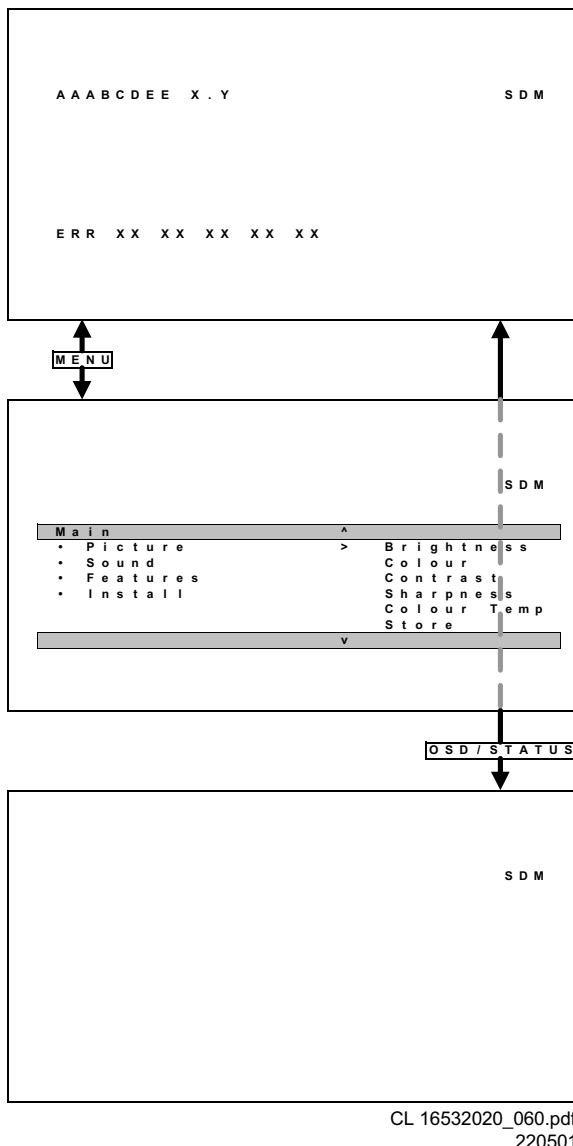 AAABCDEE X.Y SDM
ERR XX XX XX XX XX
MENU
SDM
Main ^
• Picture > Brightness
• Sound Colour
• Features Contrast
• Install Sharpness
Colour Temp
Store
v
OSD/STATUS
SDM
CL 16532020_060.pdf
220501